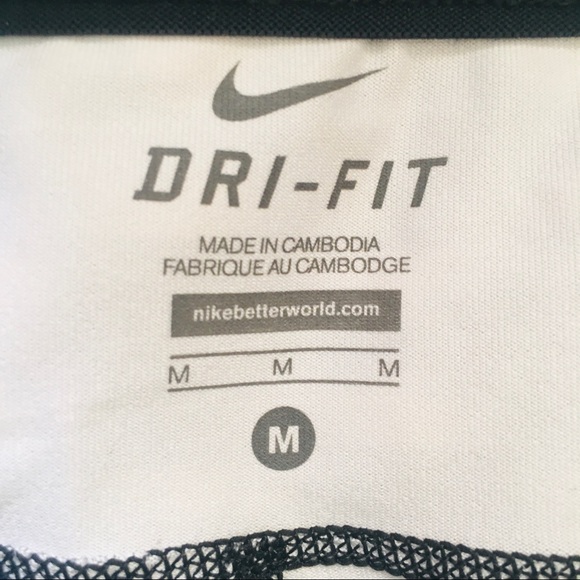 DRI-FIT
MADE IN CAMBODIA
FABRIQUE AU CAMBODGE
nikebetterworld.com
M M M
M